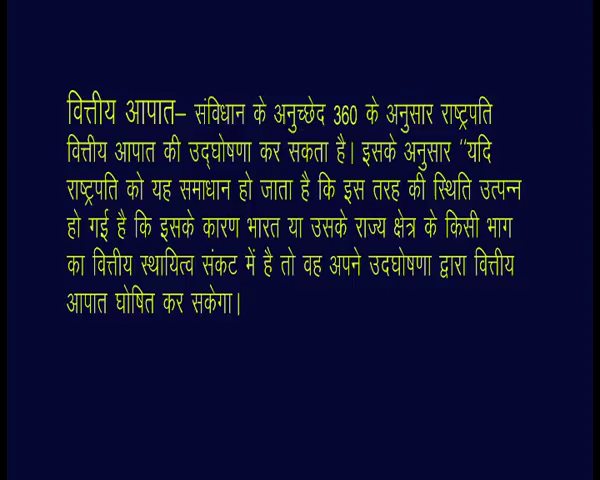 वित्तीय आपात– संविधान के अनुच्छेद 360 के अनुसार राष्ट्रपति
वित्तीय आपात की उद्घोषणा कर सकता है। इसके अनुसार "यदि
राष्ट्रपति को यह समाधान हो जाता है कि इस तरह की स्थिति उत्पन्न
हो गई है कि इसके कारण भारत या उसके राज्य क्षेत्र के किसी भाग
का वित्तीय स्थायित्व संकट में है तो वह अपने उदघोषणा द्वारा वित्तीय
आपात घोषित कर सकेगा।